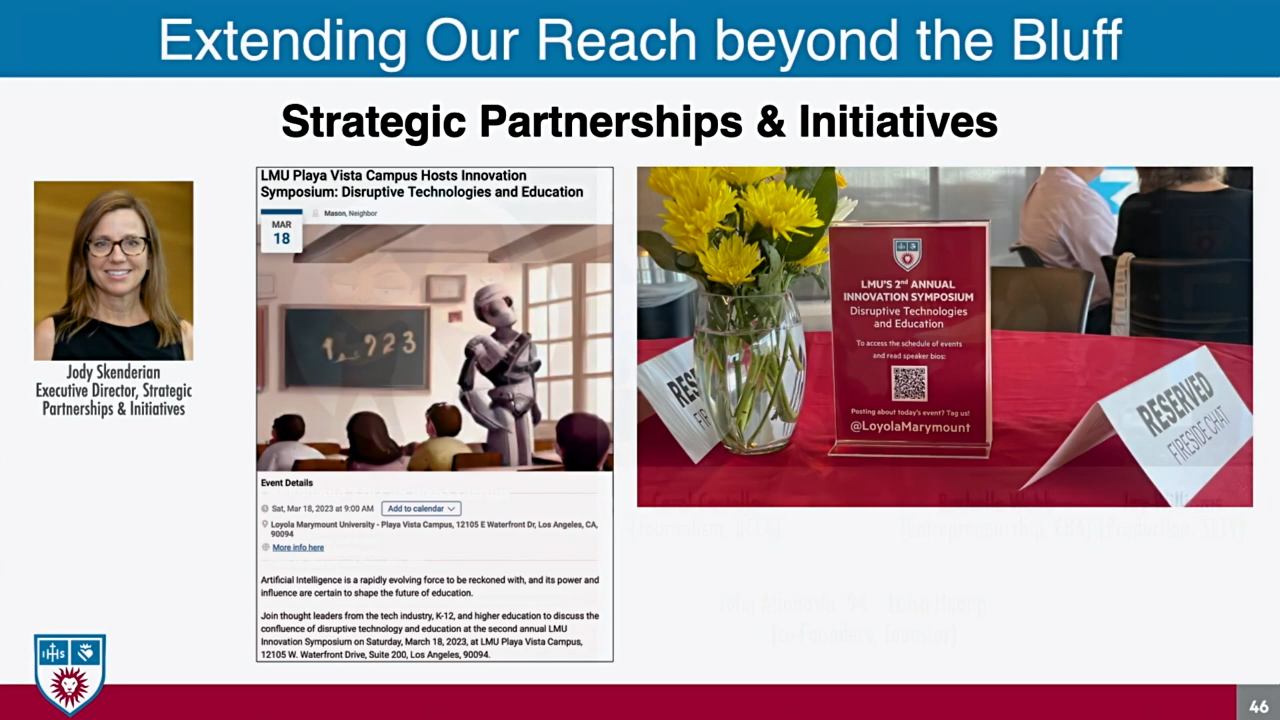 Extending Our Reach beyond the Bluff
Strategic Partnerships & Initiatives
Jody Skenderian
Executive Director, Strategic
Partnerships & Initiatives
LMU Playa Vista Campus Hosts Innovation
Symposium: Disruptive Technologies and Education
Mason, Neighbor
MAR
18
1 923
Event Details
Sat, Mar 18, 2023 at 9:00 AM Add to calendar
Loyola Marymount University - Playa Vista Campus, 12105 E Waterfront Dr, Los Angeles, CA,
90094
More info here
Artificial Intelligence is a rapidly evolving force to be reckoned with, and its power and
influence are certain to shape the future of education.
Join thought leaders from the tech industry, K-12, and higher education to discuss the
confluence of disruptive technology and education at the second annual LMU
Innovation Symposium on Saturday, March 18, 2023, at LMU Playa Vista Campus,
12105 W. Waterfront Drive, Suite 200, Los Angeles, 90094.
LMU'S 2nd ANNUAL
INNOVATION SYMPOSIUM
Disruptive Technologies
and Education
To access the schedule of events
and read speaker bios:
Posting about today's event? Tag us!
@LoyolaMarymount
RESERVED
FIRESIDE CHAT
IHS
46